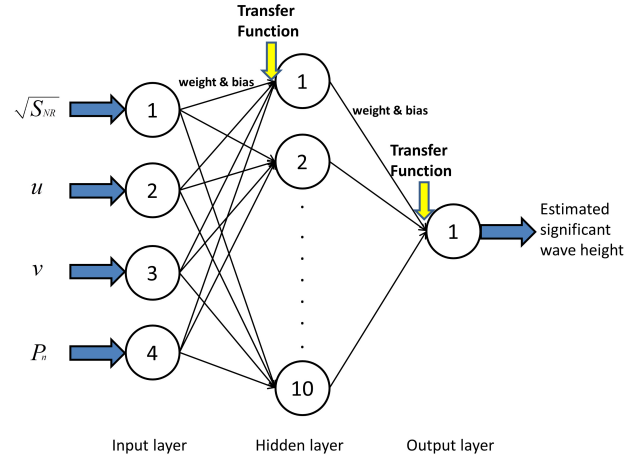 Transfer
Function
weight & bias
√S_NR
1
1
weight & bias
2
Transfer
Function
u
2
1
Estimated
significant
wave height
v
3
P_n
4
10
Input layer
Hidden layer
Output layer